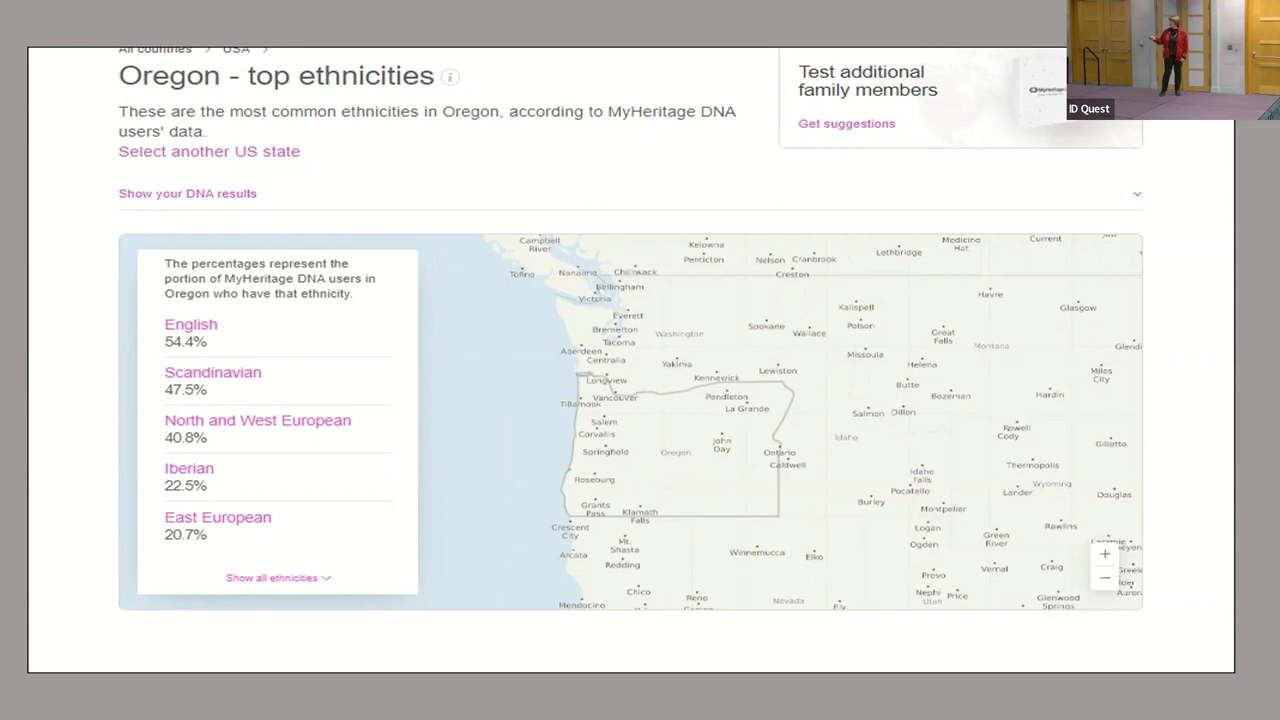 All countries > USA >
Oregon - top ethnicities
These are the most common ethnicities in Oregon, according to MyHeritage DNA
users' data.
Select another US state
Test additional
family members
Get suggestions
MyHeritage
ID Quest
Show your DNA results
The percentages represent the
portion of MyHeritage DNA users in
Oregon who have that ethnicity.
English
54.4%
Scandinavian
47.5%
North and West European
40.8%
Iberian
22.5%
East European
20.7%
Show all ethnicities
Campbell
River
Kelowna
Penticton
Nelson
Cranbrook
Creston
Lethbridge
Medicine
Hat
Current
Tofino
Nanaimo
Chilliwack
Bellingham
Victoria
Everett
Bremerton
Tacoma
Washington
Spokane
Wallace
Kalispell
Polson
Havre
Glasgow
Great
Falls
Montana
Glendi
Aberdeen
Centralia
Yakima
Missoula
Helena
Lewiston
Miles
City
Longview
Kennewick
Butte
Bozeman
Hardin
Vancouver
Pendleton
Tillamook
La Grande
Salmon
Dillon
Salem
Corvallis
Idaho
Cody
Gillette
Springfield
Oregon
John
Day
Ontario
Caldwell
Thermopolis
Roseburg
Idaho
Falls
Pocatello
Wyoming
Lander
Douglas
Burley
Montpelier
Grants
Pass
Klamath
Falls
Crescent
City
Logan
Ogden
Green
River
Rawlins
Arcata
Mt.
Shasta
Redding
Winnemucca
Elko
Vernal
Craig
Chico
Provo
Mendocino
Reno
Nevada
Ely
Nephi
Utah
Price
Glenwood
Springs
+
−